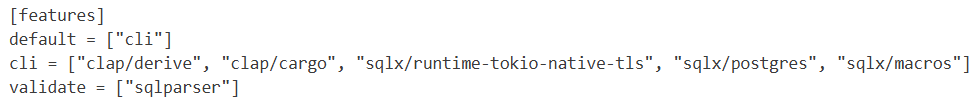 [features]
default = ["cli"]
cli = ["clap/derive", "clap/cargo", "sqlx/runtime-tokio-native-tls", "sqlx/postgres", "sqlx/macros"]
validate = ["sqlparser"]